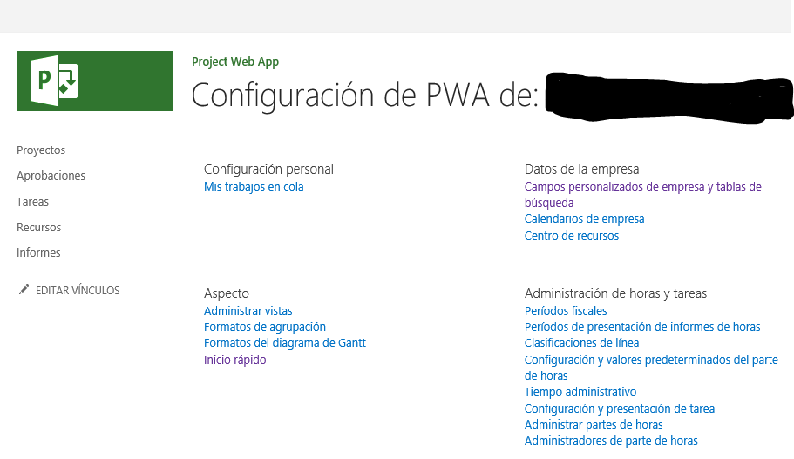 Project Web App
Configuración de PWA de:
Proyectos
Aprobaciones
Tareas
Recursos
Informes
EDITAR VÍNCULOS
Configuración personal
Mis trabajos en cola
Datos de la empresa
Campos personalizados de empresa y tablas de
búsqueda
Calendarios de empresa
Centro de recursos
Aspecto
Administrar vistas
Formatos de agrupación
Formatos del diagrama de Gantt
Inicio rápido
Administración de horas y tareas
Períodos fiscales
Períodos de presentación de informes de horas
Clasificaciones de línea
Configuración y valores predeterminados del parte
de horas
Tiempo administrativo
Configuración y presentación de tarea
Administrar partes de horas
Administradores de parte de horas